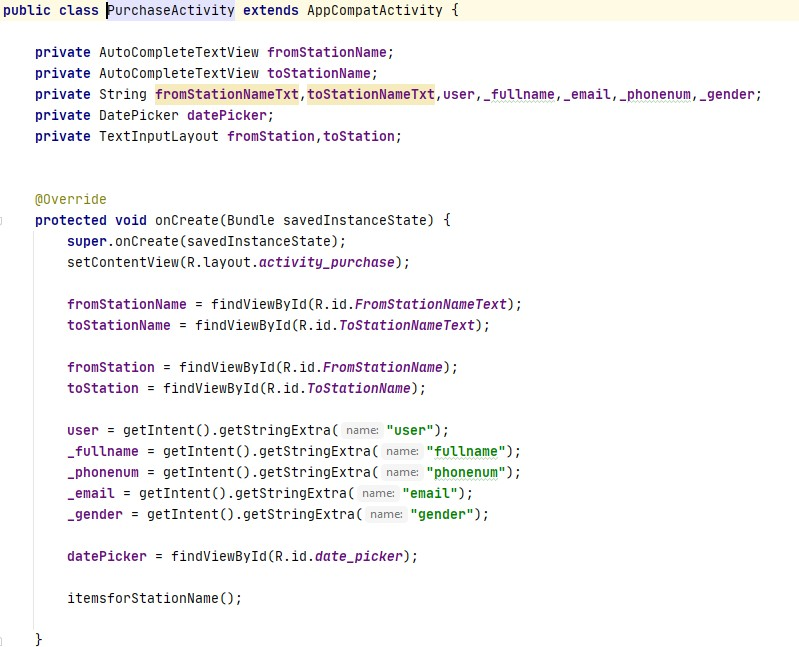 public class PurchaseActivity extends AppCompatActivity {
private AutoCompleteTextView fromStationName;
private AutoCompleteTextView toStationName;
private String fromStationNameTxt,toStationNameTxt,user,_fullname,_email,_phonenum,_gender;
private DatePicker datePicker;
private TextInputLayout fromStation,toStation;
@Override
protected void onCreate(Bundle savedInstanceState) {
super.onCreate(savedInstanceState);
setContentView(R.layout.activity_purchase);
fromStationName = findViewById(R.id.FromStationNameText);
toStationName = findViewById(R.id.ToStationNameText);
fromStation = findViewById(R.id.FromStationName);
toStation = findViewById(R.id.ToStationName);
user = getIntent().getStringExtra( name: "user");
_fullname = getIntent().getStringExtra( name: "fullname");
_phonenum = getIntent().getStringExtra( name: "phonenum");
_email = getIntent().getStringExtra( name: "email");
_gender = getIntent().getStringExtra( name: "gender");
datePicker = findViewById(R.id.date_picker);
itemsforStationName();
}